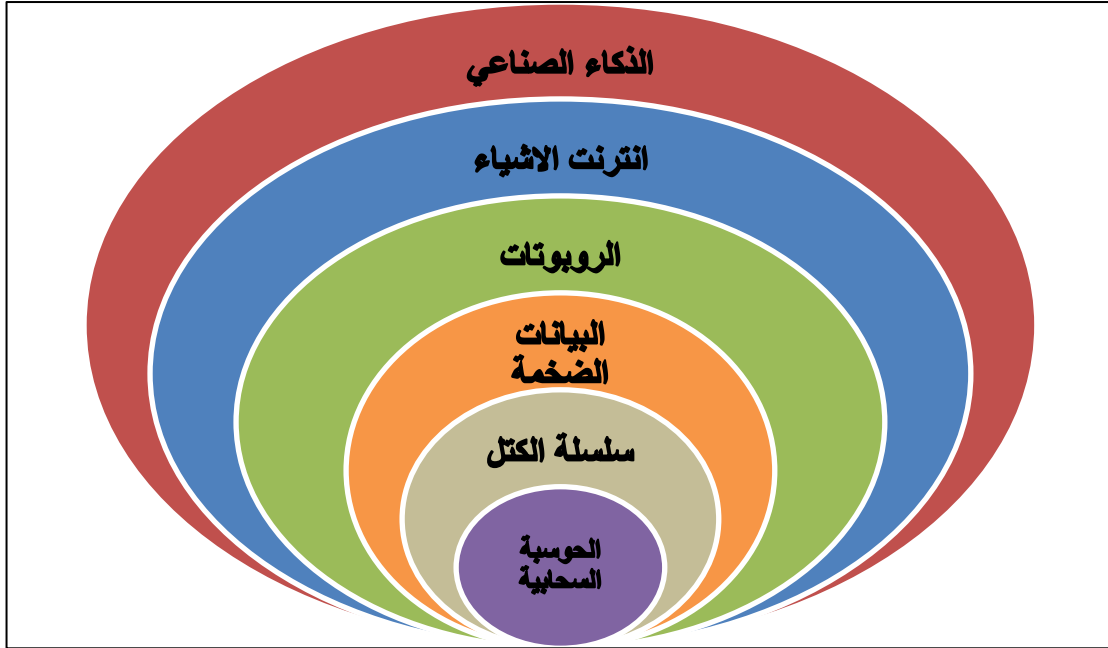 الذكاء الصناعي
انترنت الاشياء
الروبوتات
البيانات
الضخمة
سلسلة الكتل
الحوسبة
السحابية